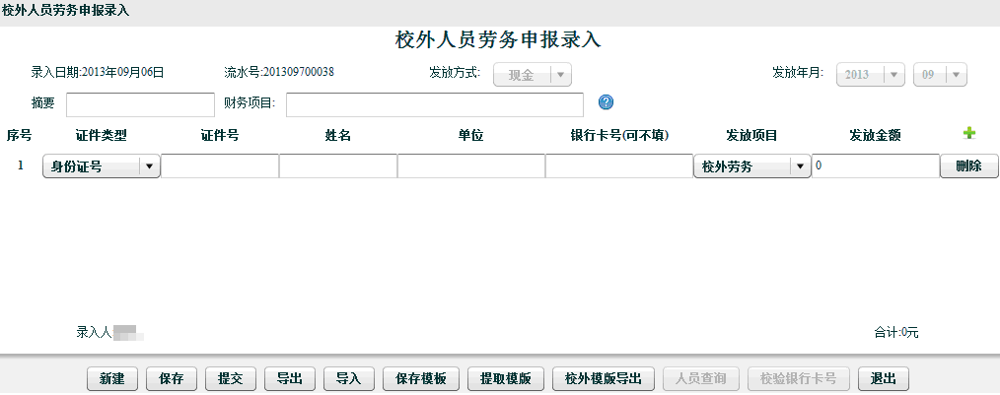 校外人员劳务申报录入
校外人员劳务申报录入
录入日期:2013年09月06日 流水号:201309700038 发放方式: 现金 发放年月: 2013 09
摘要 财务项目: ?
序号 证件类型 证件号 姓名 单位 银行卡号(可不填) 发放项目 发放金额
1 身份证号 校外劳务 0 删除
录入人 合计:0元
新建 保存 提交 导出 导入 保存模板 提取模版 校外模版导出 人员查询 校验银行卡号 退出